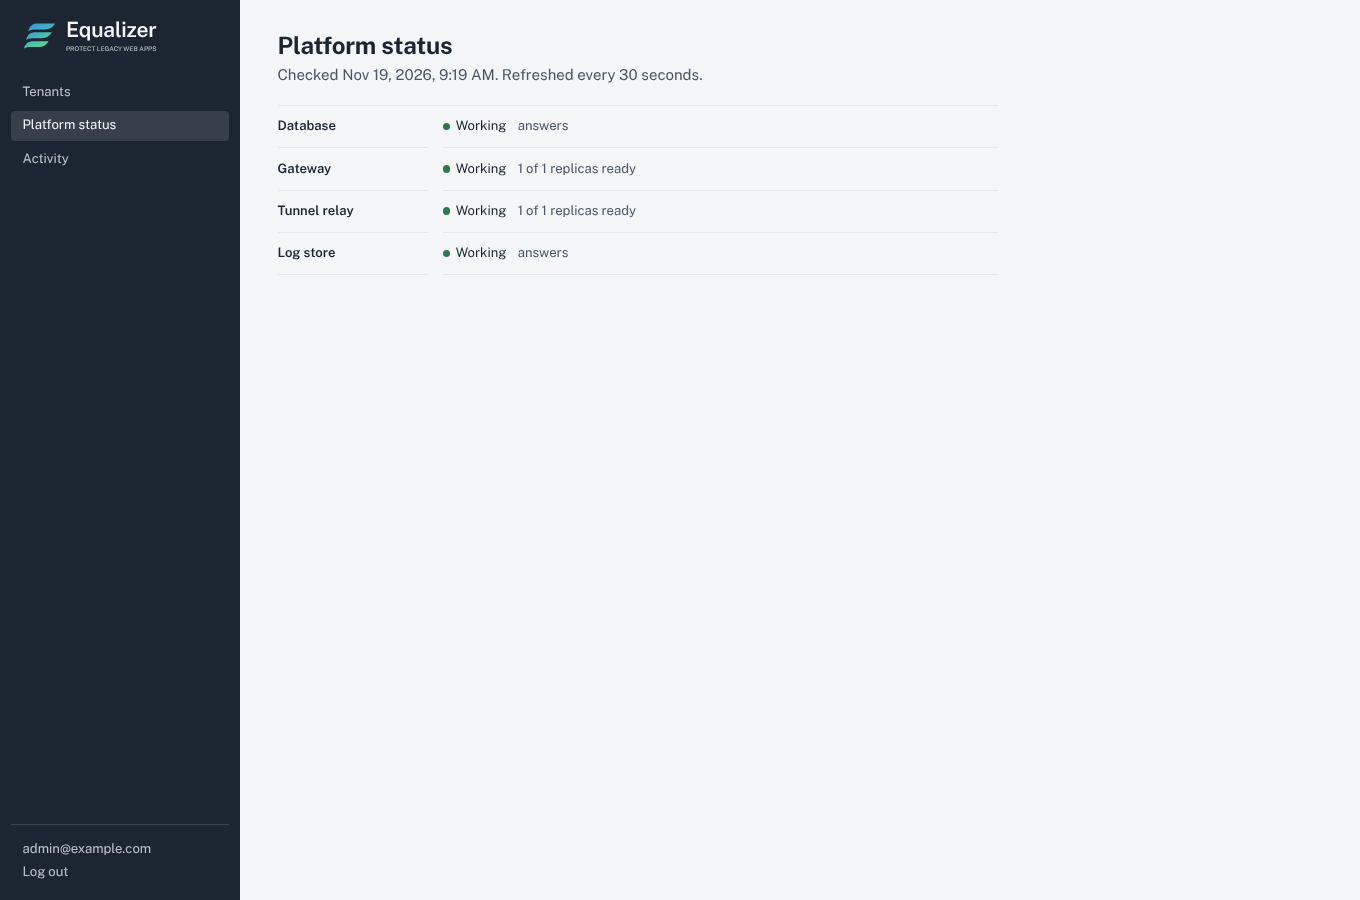 Equalizer
PROTECT LEGACY WEB APPS
Tenants
Platform status
Activity
admin@example.com
Log out
Platform status
Checked Nov 19, 2026, 9:19 AM. Refreshed every 30 seconds.
Database Working answers
Gateway Working 1 of 1 replicas ready
Tunnel relay Working 1 of 1 replicas ready
Log store Working answers